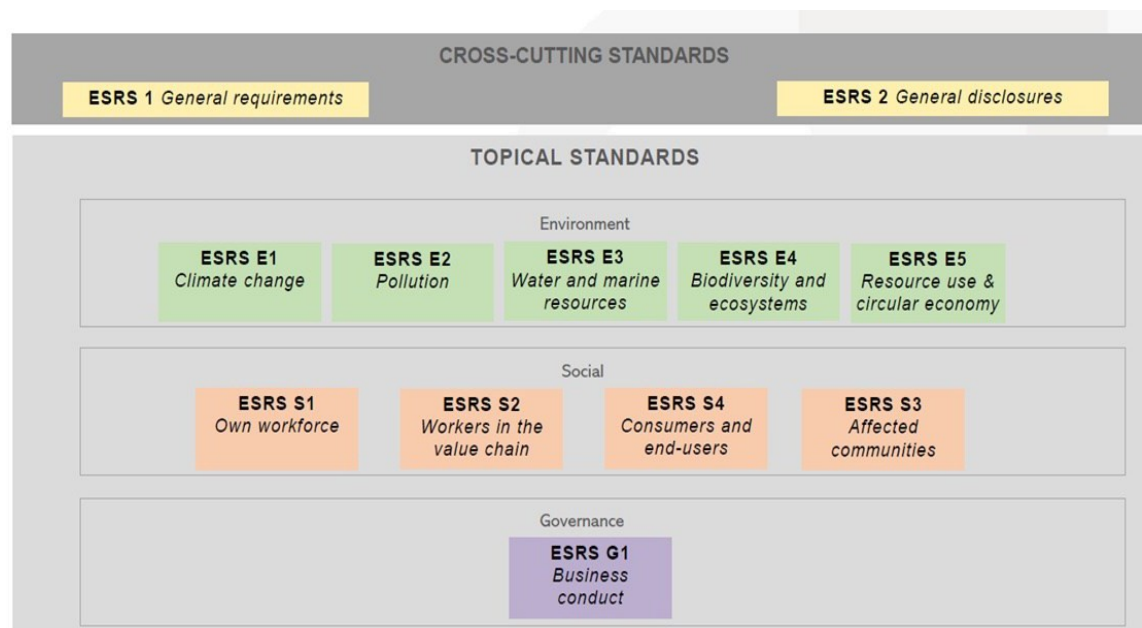 CROSS-CUTTING STANDARDS
ESRS 1 General requirements
ESRS 2 General disclosures
TOPICAL STANDARDS
Environment
ESRS E1
Climate change
ESRS E2
Pollution
ESRS E3
Water and marine
resources
ESRS E4
Biodiversity and
ecosystems
ESRS E5
Resource use &
circular economy
Social
ESRS S1
Own workforce
ESRS S2
Workers in the
value chain
ESRS S4
Consumers and
end-users
ESRS S3
Affected
communities
Governance
ESRS G1
Business
conduct